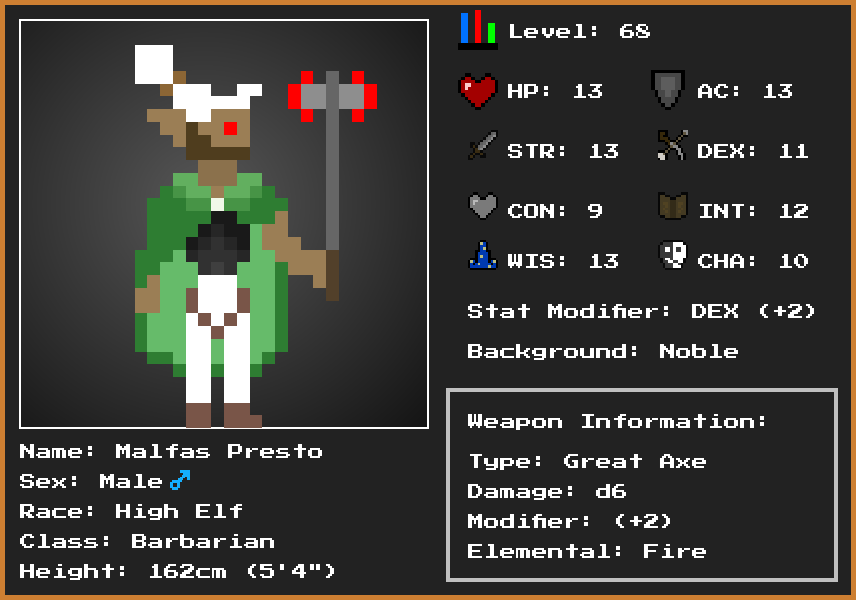 Level: 68
HP: 13 AC: 13
STR: 13 DEX: 11
CON: 9 INT: 12
WIS: 13 CHA: 10
Stat Modifier: DEX (+2)
Background: Noble
Weapon Information:
Type: Great Axe
Damage: d6
Modifier: (+2)
Elemental: Fire
Name: Malfas Presto
Sex: Male♂
Race: High Elf
Class: Barbarian
Height: 162cm (5'4")